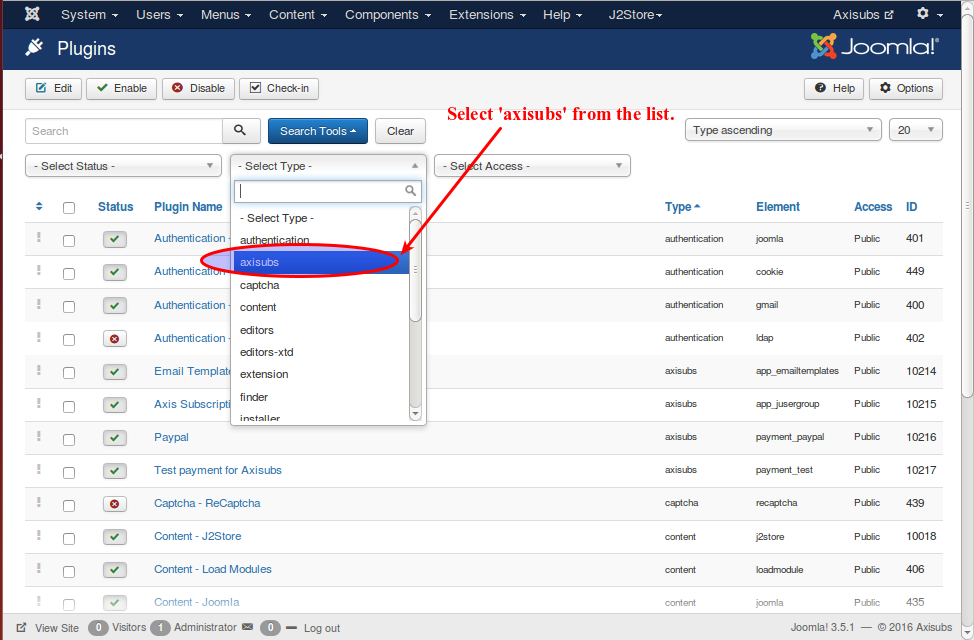 System Users Menus Content Components Extensions Help J2Store Axisubs
Plugins Joomla!®
Edit Enable Disable Check-in Help Options
Select 'axisubs' from the list.
Search Search Tools Clear Type ascending 20
- Select Status - - Select Type - - Select Access -
- Select Type -
authentication
axisubs
captcha
content
editors
editors-xtd
extension
finder
installer
Status Plugin Name Type Element Access ID
Authentication - authentication joomla Public 401
Authentication authentication cookie Public 449
Authentication - authentication gmail Public 400
Authentication - authentication ldap Public 402
Email Template axisubs app_emailtemplates Public 10214
Axis Subscripti axisubs app_jusergroup Public 10215
Paypal axisubs payment_paypal Public 10216
Test payment for Axisubs axisubs payment_test Public 10217
Captcha - ReCaptcha captcha recaptcha Public 439
Content - J2Store content j2store Public 10018
Content - Load Modules content loadmodule Public 406
Content - Joomla content joomla Public 435
View Site 0 Visitors 1 Administrator 0 Log out Joomla! 3.5.1 — © 2016 Axisubs